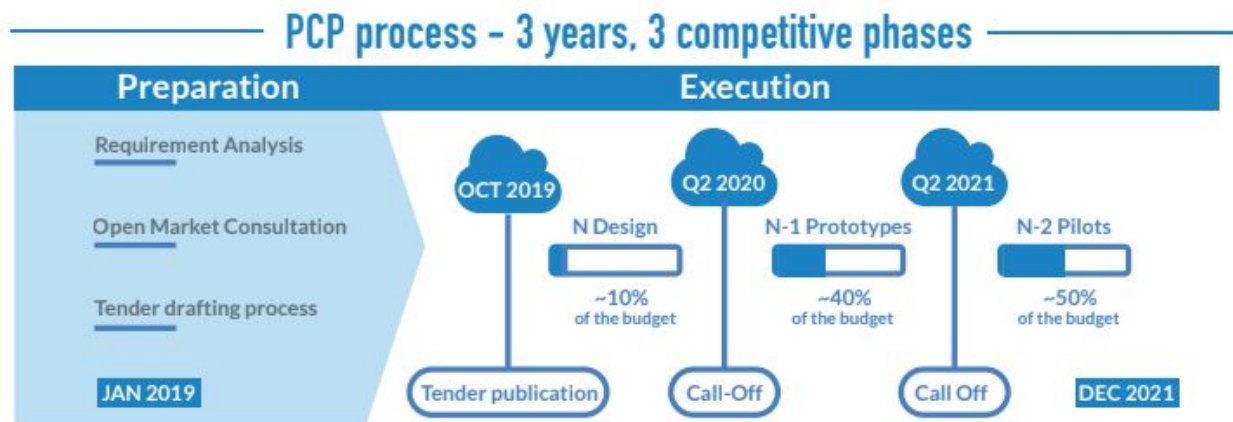 PCP process – 3 years, 3 competitive phases
Preparation
Execution
Requirement Analysis
Open Market Consultation
Tender drafting process
JAN 2019
OCT 2019
Q2 2020
Q2 2021
N Design
~10%
of the budget
N-1 Prototypes
~40%
of the budget
N-2 Pilots
~50%
of the budget
Tender publication
Call-Off
Call Off
DEC 2021